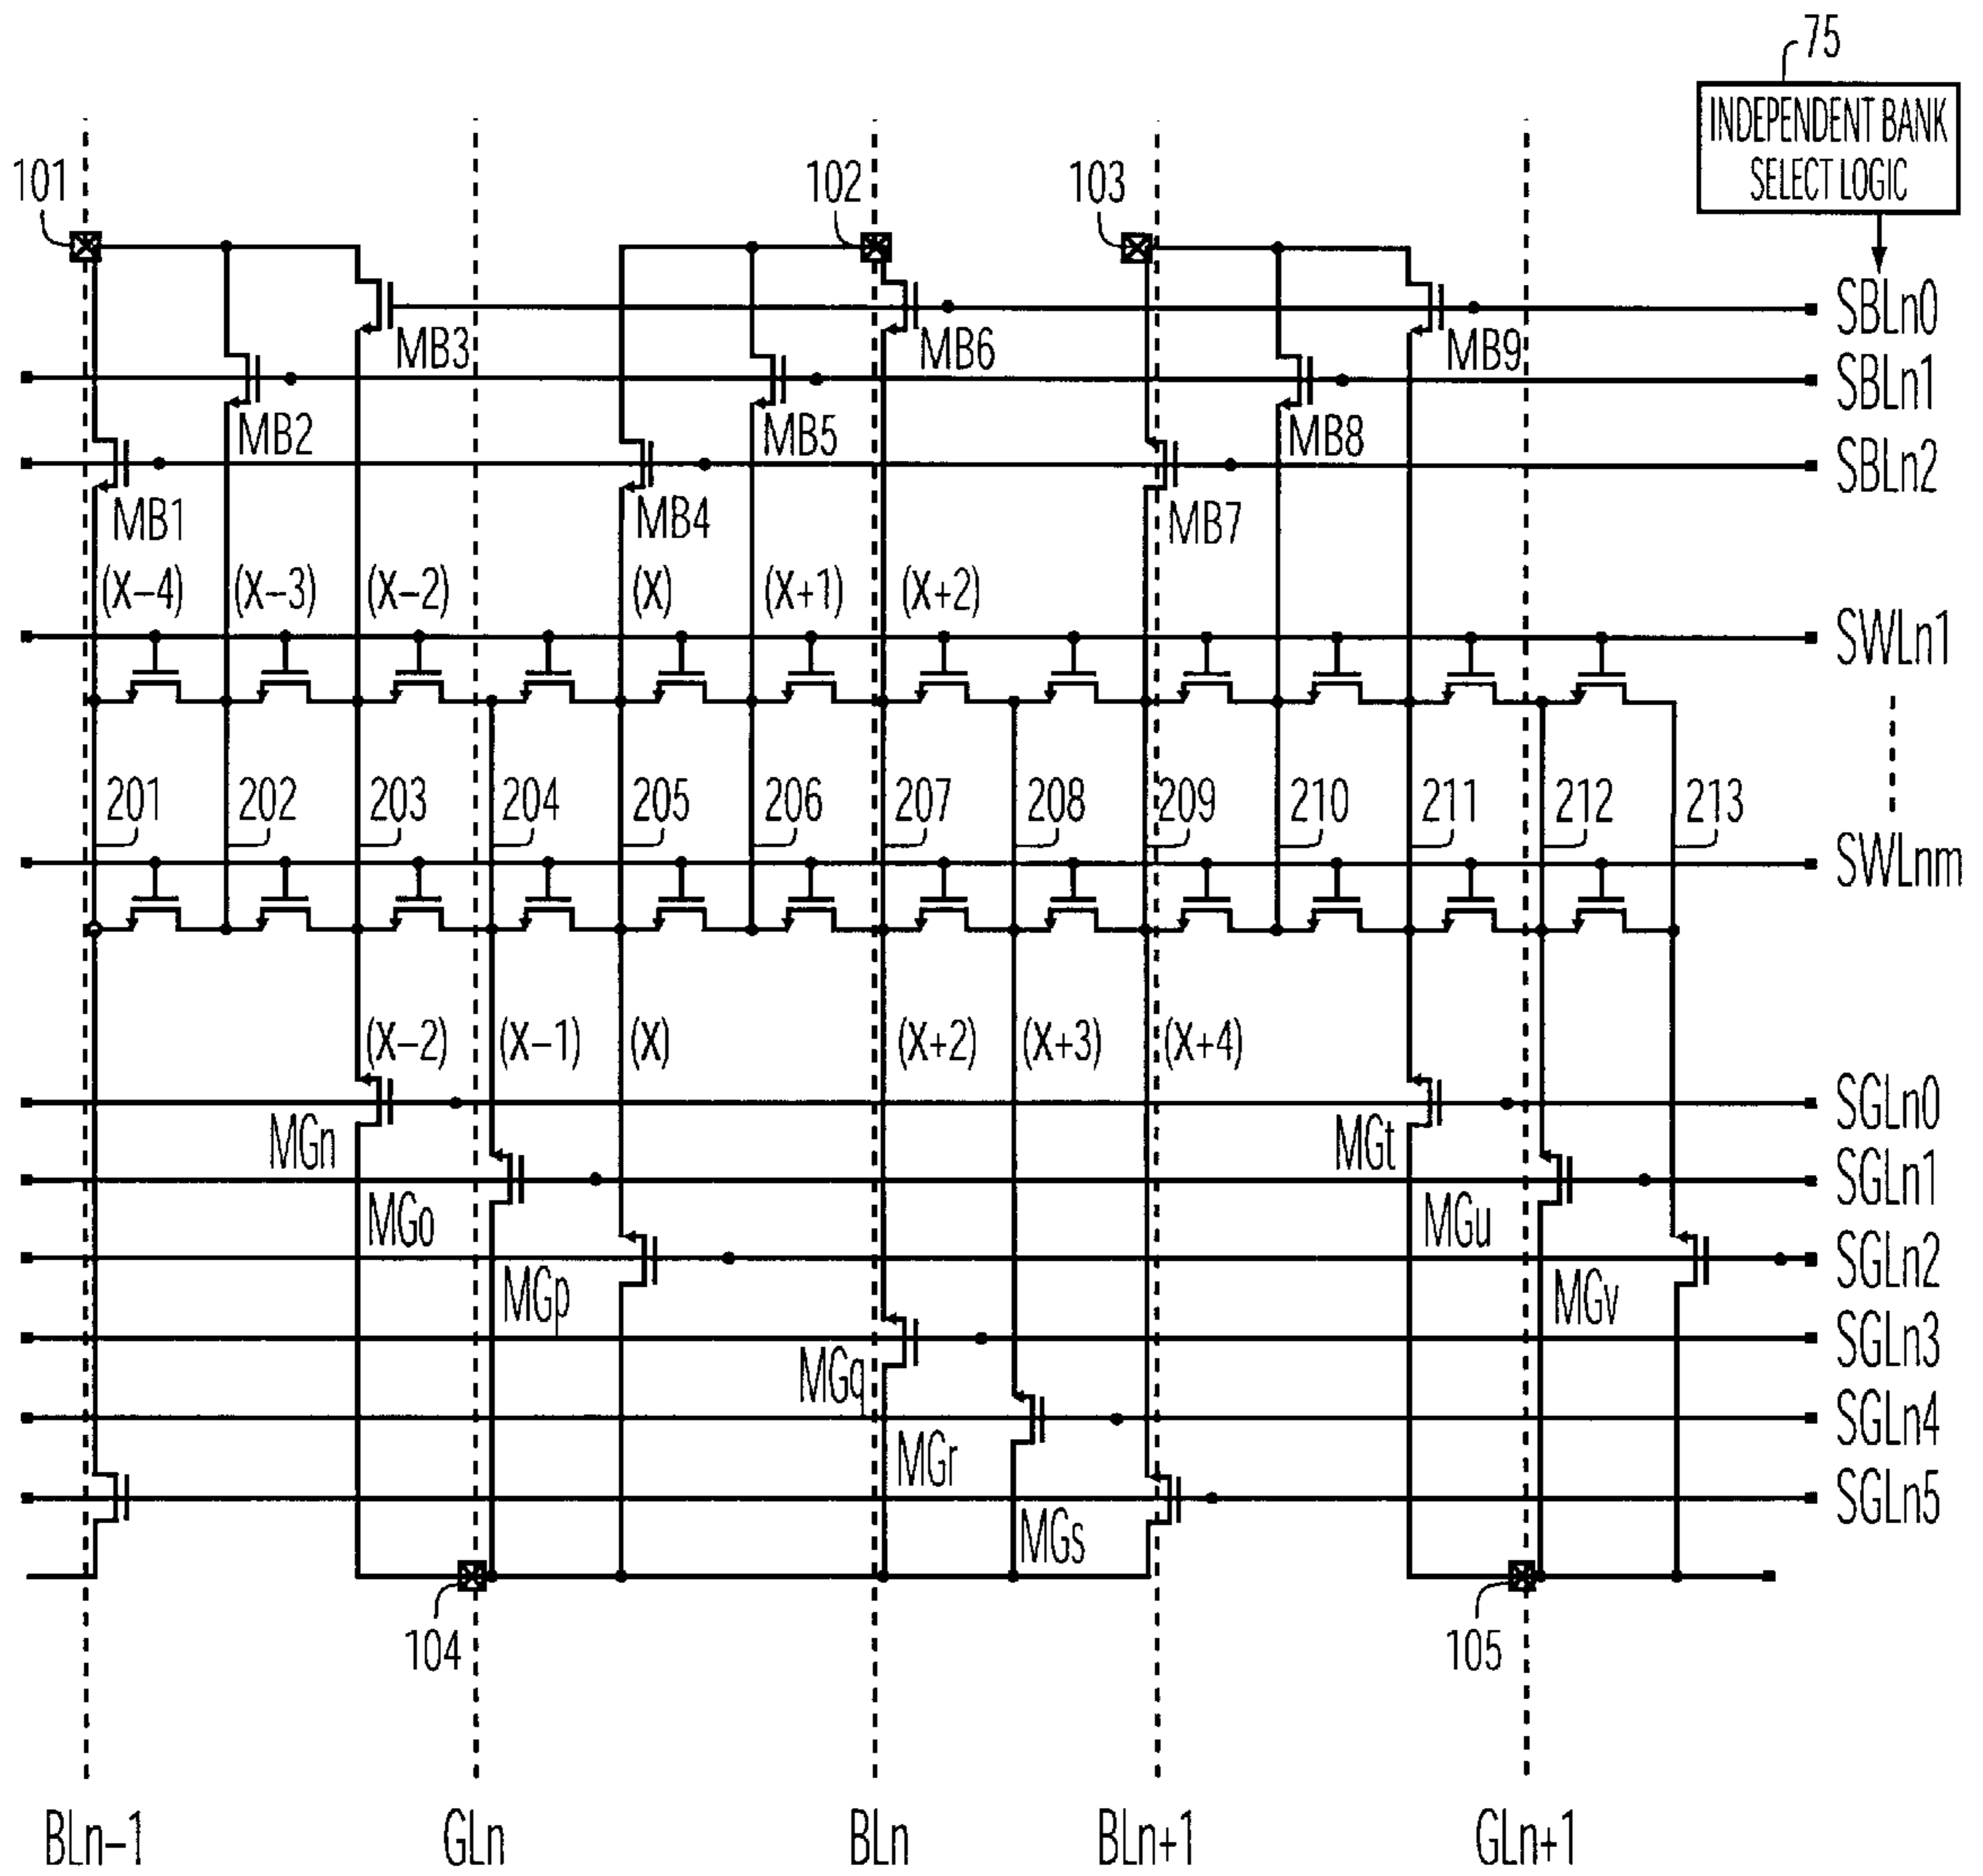 75
INDEPENDENT BANK
SELECT LOGIC
101
102
103
SBLn0
MB3
MB6
MB9
SBLn1
MB2
MB5
MB8
SBLn2
MB1
MB4
MB7
(X-4)
(X-3)
(X-2)
(X)
(X+1)
(X+2)
SWLn1
201
202
203
204
205
206
207
208
209
210
211
212
213
SWLnm
(X-2)
(X-1)
(X)
(X+2)
(X+3)
(X+4)
SGLn0
MGn
MGt
SGLn1
MGo
MGu
SGLn2
MGp
MGv
SGLn3
MGq
SGLn4
MGr
SGLn5
MGs
104
105
BLn-1
GLn
BLn
BLn+1
GLn+1